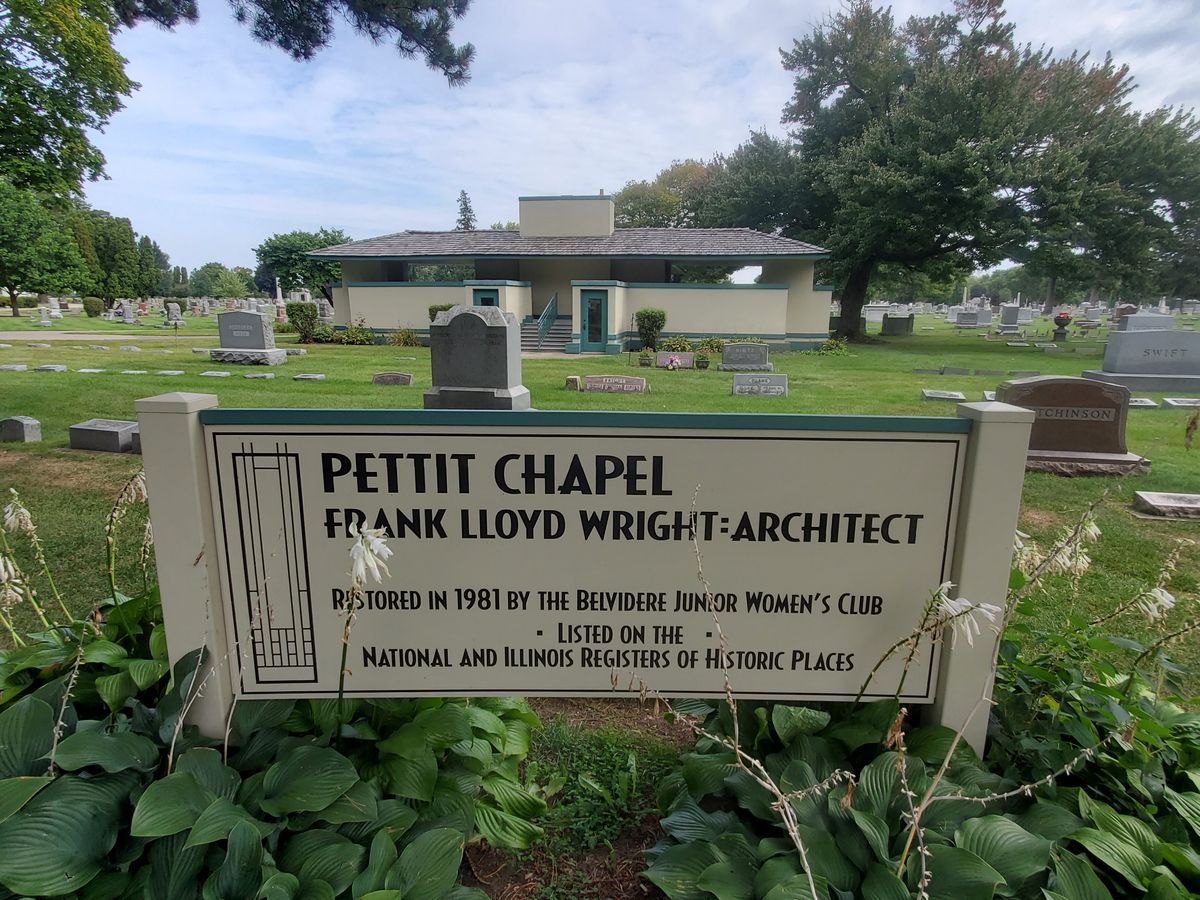 PETTIT CHAPEL
FRANK LLOYD WRIGHT:ARCHITECT
RESTORED IN 1981 BY THE BELVIDERE JUNIOR WOMEN'S CLUB
▪ LISTED ON THE ▪
NATIONAL AND ILLINOIS REGISTERS OF HISTORIC PLACES
SWIFT
HUTCHINSON